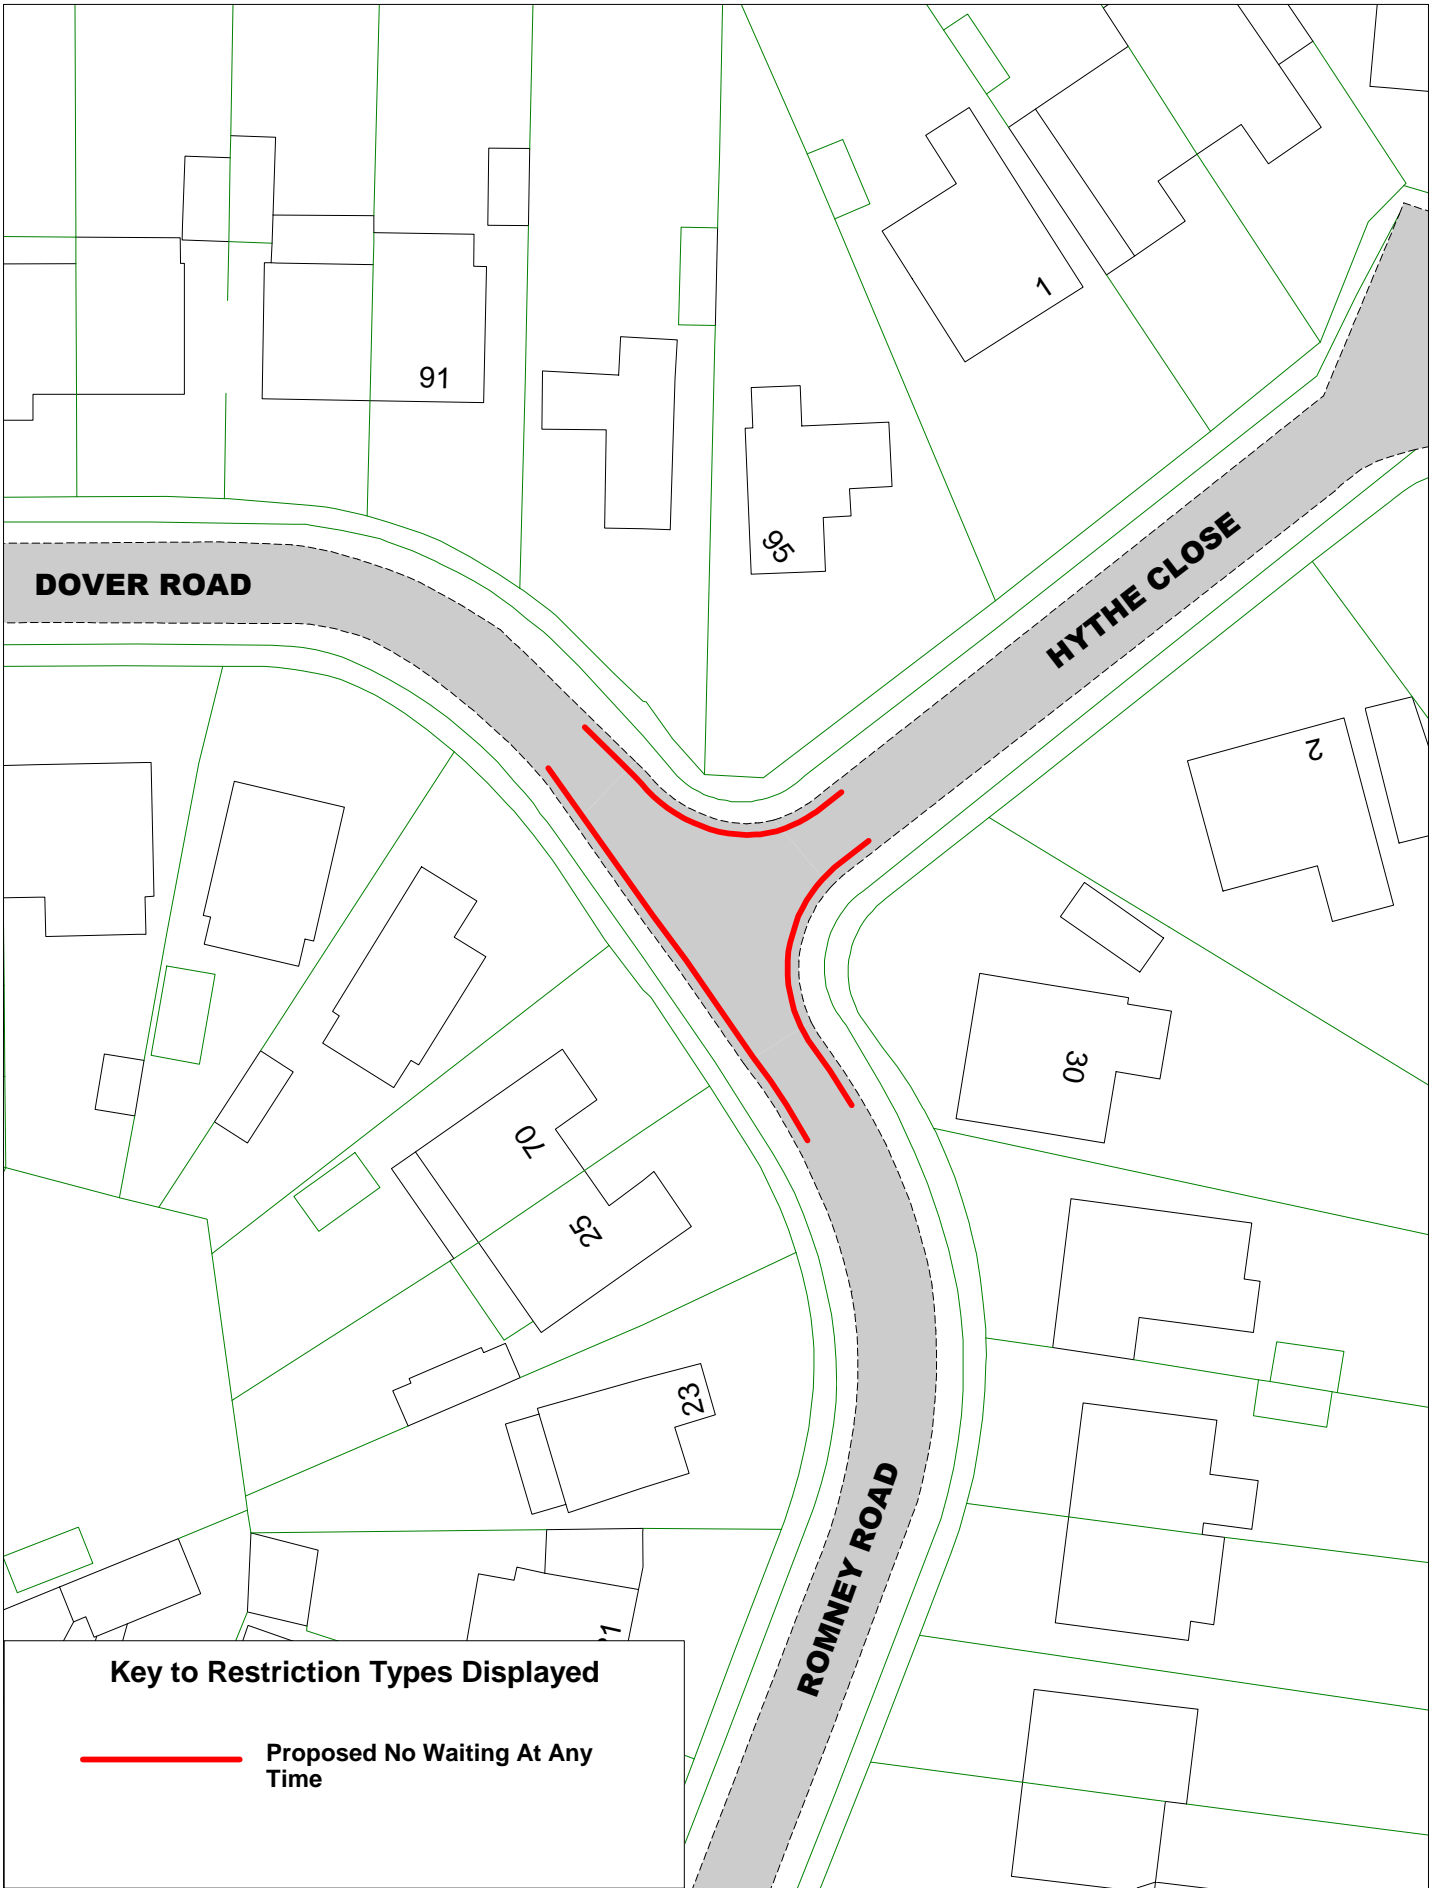 1
91
95
DOVER ROAD
HYTHE CLOSE
2
30
70
25
23
ROMNEY ROAD
Key to Restriction Types Displayed
Proposed No Waiting At Any
Time